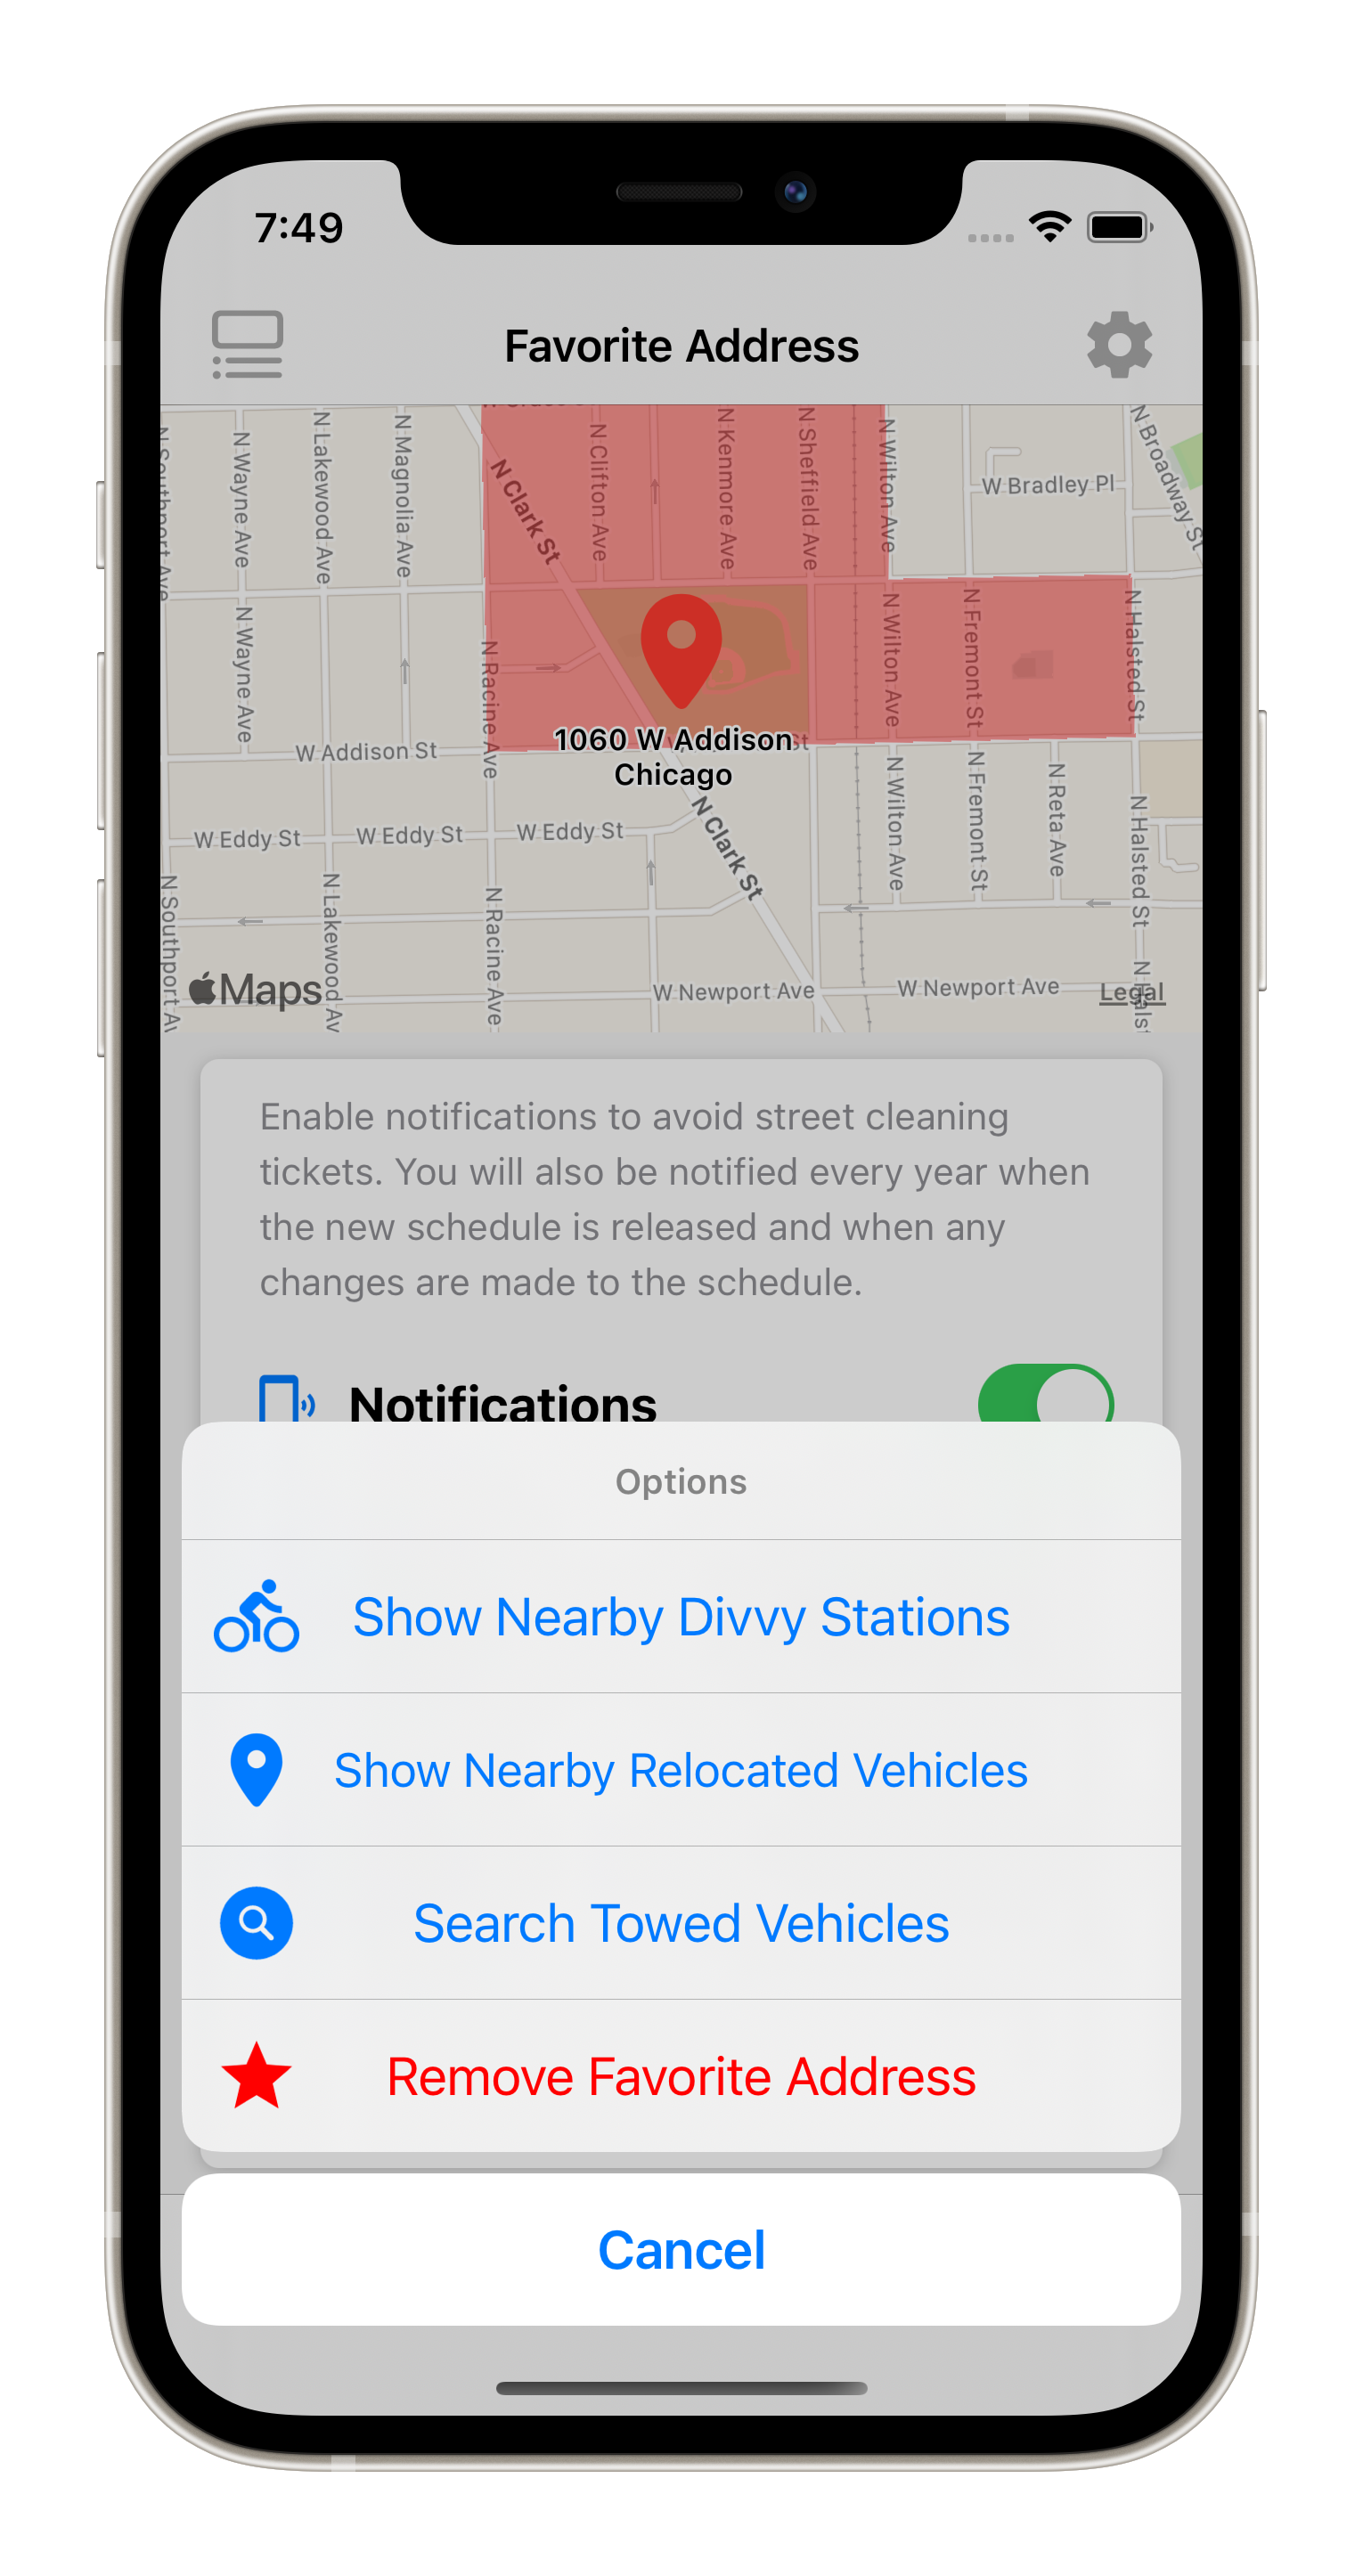 7:49
Favorite Address
N Wayne Ave
N Lakewood Ave
N Magnolia Ave
N Clark St
N Clifton Ave
N Kenmore Ave
N Sheffield Ave
N Wilton Ave
W Bradley Pl
N Broadway St
N Southport Ave
N Wayne Ave
N Racine Ave
N Wilton Ave
N Fremont St
N Halsted St
W Addison St
1060 W Addison
Chicago
W Eddy St
W Eddy St
W Eddy St
N Clark St
N Wilton Ave
N Fremont St
N Reta Ave
N Halsted St
N Southport Av
N Lakewood Av
N Racine Ave
Maps
W Newport Ave
W Newport Ave
N Halst
Legal
Enable notifications to avoid street cleaning
tickets. You will also be notified every year when
the new schedule is released and when any
changes are made to the schedule.
Notifications
Options
Show Nearby Divvy Stations
Show Nearby Relocated Vehicles
Search Towed Vehicles
Remove Favorite Address
Cancel